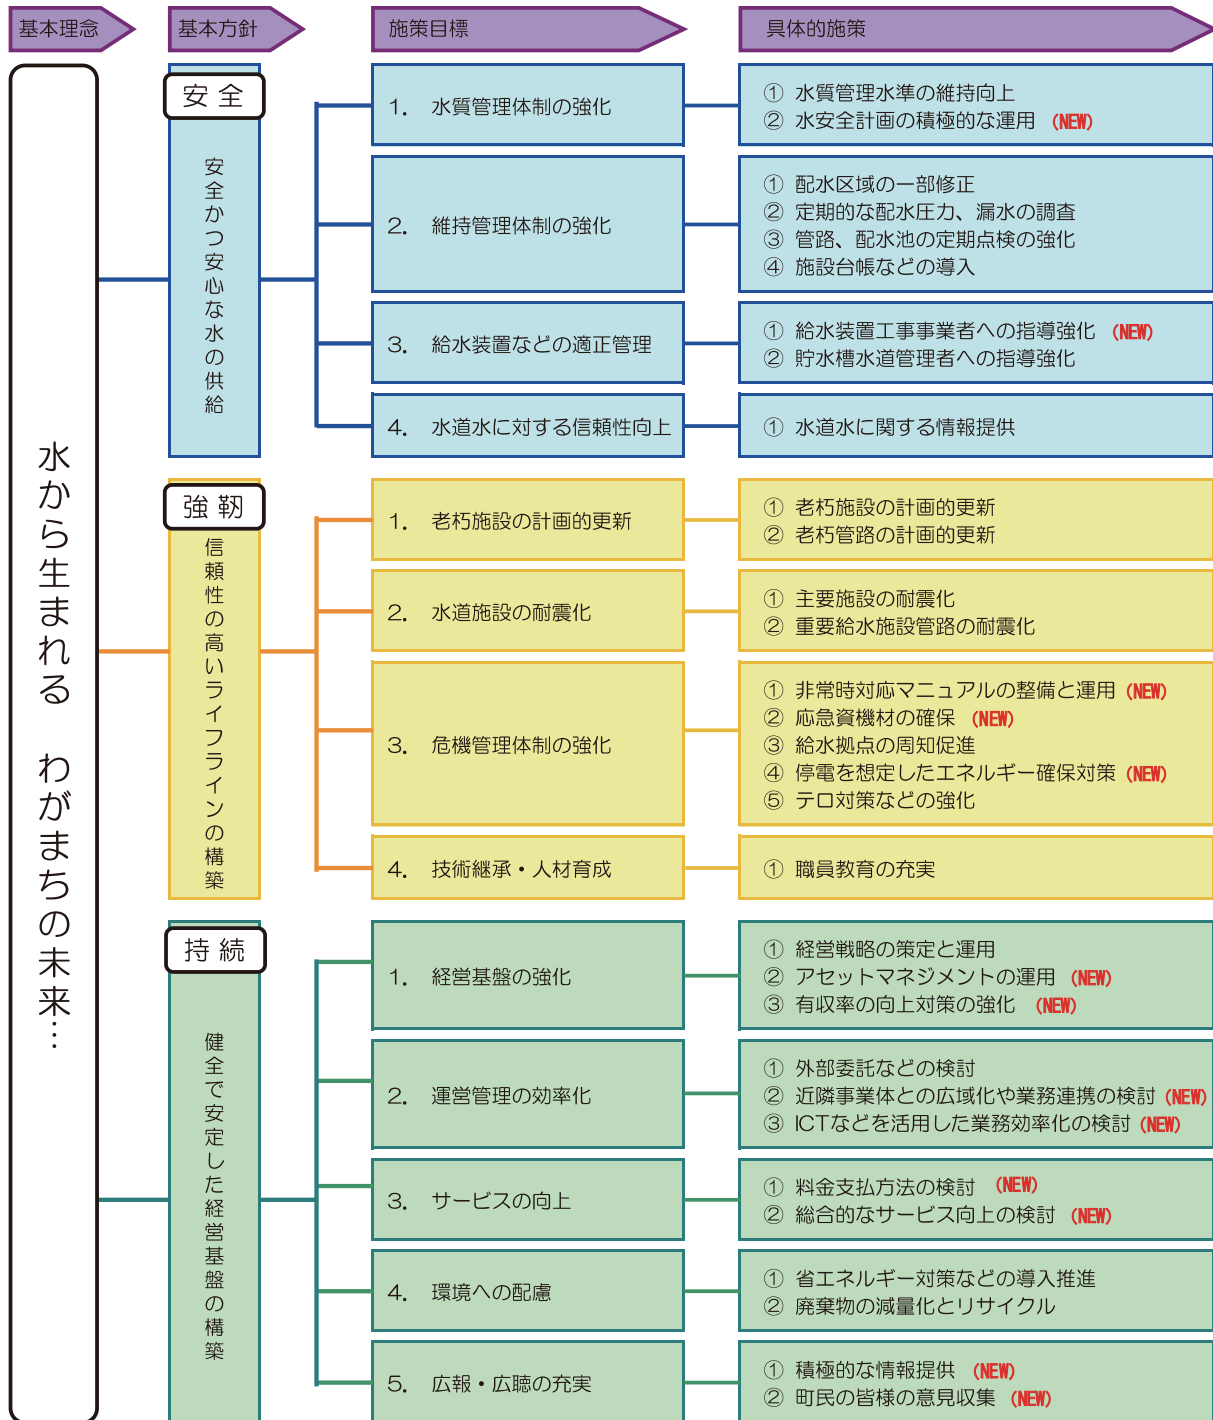 基本理念
基本方針
施策目標
具体的施策
水から生まれる　わがまちの未来…
安 全
安全かつ安心な水の供給
1． 水質管理体制の強化
① 水質管理水準の維持向上
② 水安全計画の積極的な運用 (NEW)
2． 維持管理体制の強化
① 配水区域の一部修正
② 定期的な配水圧力、漏水の調査
③ 管路、配水池の定期点検の強化
④ 施設台帳などの導入
3． 給水装置などの適正管理
① 給水装置工事事業者への指導強化 (NEW)
② 貯水槽水道管理者への指導強化
4． 水道水に対する信頼性向上
① 水道水に関する情報提供
強 靭
信頼性の高いライフラインの構築
1． 老朽施設の計画的更新
① 老朽施設の計画的更新
② 老朽管路の計画的更新
2． 水道施設の耐震化
① 主要施設の耐震化
② 重要給水施設管路の耐震化
3． 危機管理体制の強化
① 非常時対応マニュアルの整備と運用 (NEW)
② 応急資機材の確保 (NEW)
③ 給水拠点の周知促進
④ 停電を想定したエネルギー確保対策 (NEW)
⑤ テロ対策などの強化
4． 技術継承・人材育成
① 職員教育の充実
持 続
健全で安定した経営基盤の構築
1． 経営基盤の強化
① 経営戦略の策定と運用
② アセットマネジメントの運用 (NEW)
③ 有収率の向上対策の強化 (NEW)
2． 運営管理の効率化
① 外部委託などの検討
② 近隣事業体との広域化や業務連携の検討 (NEW)
③ ICTなどを活用した業務効率化の検討 (NEW)
3． サービスの向上
① 料金支払方法の検討 (NEW)
② 総合的なサービス向上の検討 (NEW)
4． 環境への配慮
① 省エネルギー対策などの導入推進
② 廃棄物の減量化とリサイクル
5． 広報・広聴の充実
① 積極的な情報提供 (NEW)
② 町民の皆様の意見収集 (NEW)